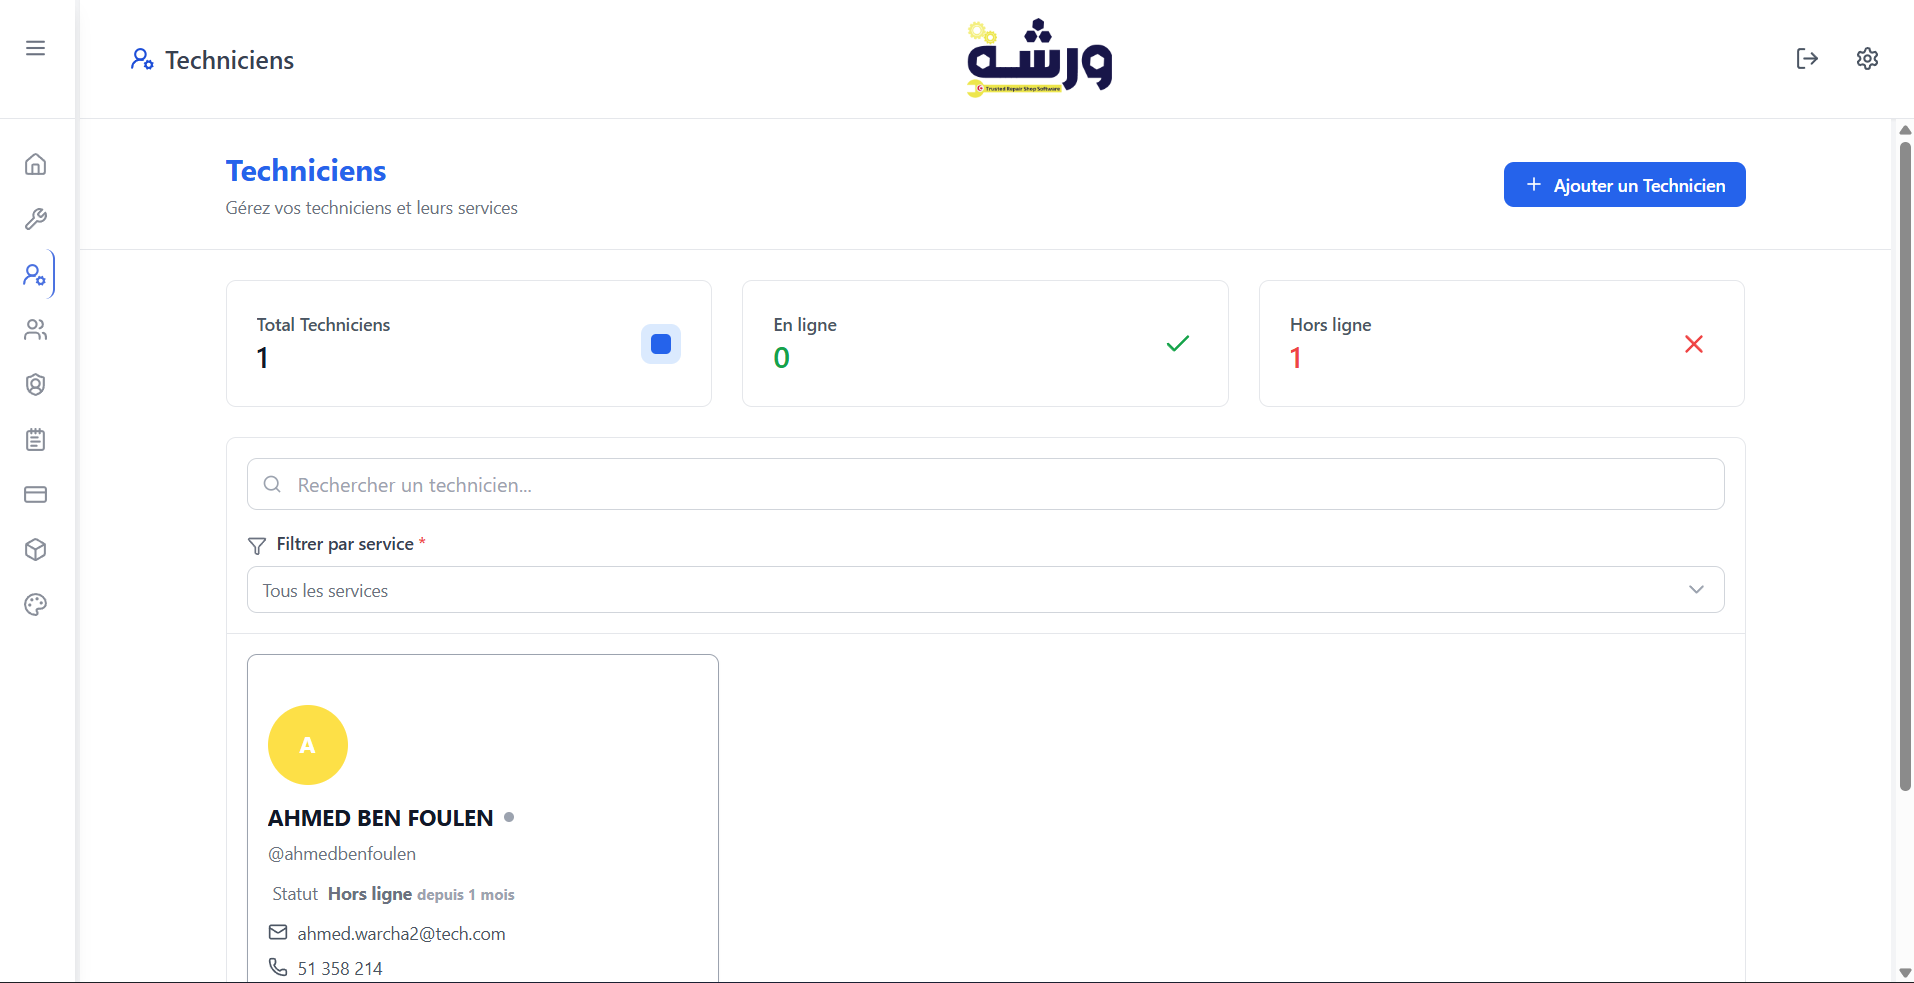 Techniciens
ورشة
Trusted Repair Shop Software
Techniciens
Gérez vos techniciens et leurs services
+ Ajouter un Technicien
Total Techniciens
1
En ligne
0
Hors ligne
1
Rechercher un technicien...
Filtrer par service *
Tous les services
A
AHMED BEN FOULEN
@ahmedbenfoulen
Statut Hors ligne depuis 1 mois
ahmed.warcha2@tech.com
51 358 214